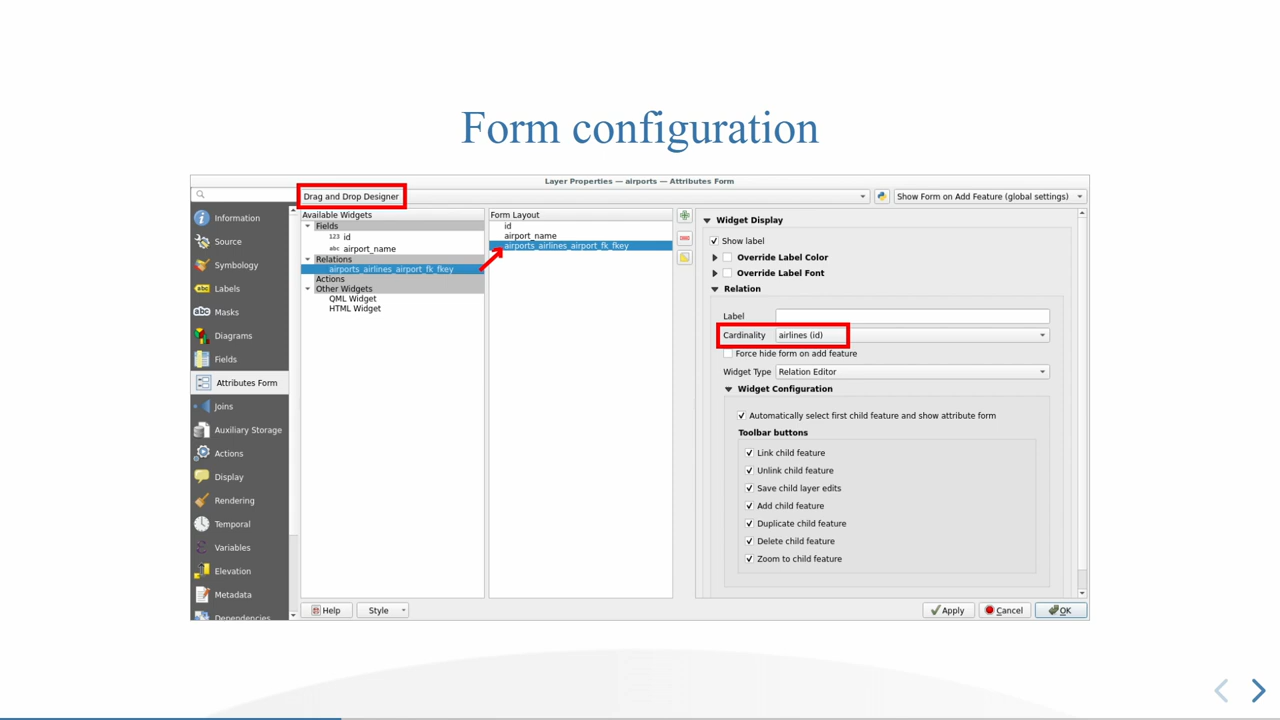 Form configuration
Layer Properties — airports — Attributes Form
Drag and Drop Designer
Show Form on Add Feature (global settings)
Information
Source
Symbology
Labels
Masks
Diagrams
Fields
Attributes Form
Joins
Auxiliary Storage
Actions
Display
Rendering
Temporal
Variables
Elevation
Metadata
Dependencies
Available Widgets
Fields
123 id
abc airport_name
Relations
airports_airlines_airport_fk_fkey
Actions
Other Widgets
QML Widget
HTML Widget
Form Layout
id
airport_name
airports_airlines_airport_fk_fkey
Widget Display
Show label
Override Label Color
Override Label Font
Relation
Label
Cardinality airlines (id)
Force hide form on add feature
Widget Type Relation Editor
Widget Configuration
Automatically select first child feature and show attribute form
Toolbar buttons
Link child feature
Unlink child feature
Save child layer edits
Add child feature
Duplicate child feature
Delete child feature
Zoom to child feature
Help
Style
Apply
Cancel
OK